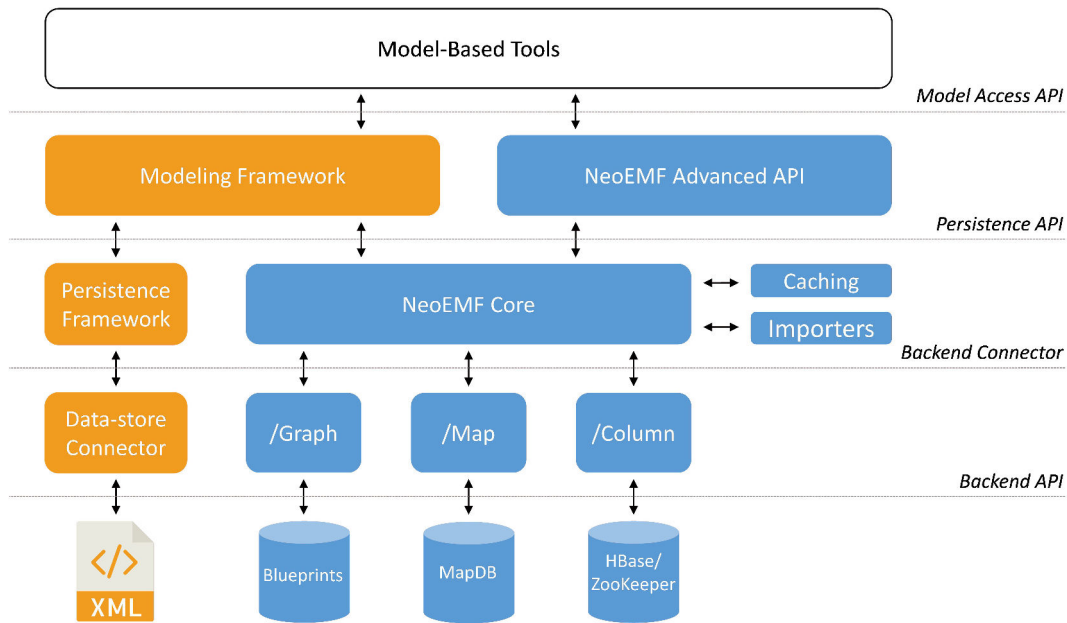 Model-Based Tools
Model Access API
Modeling Framework
NeoEMF Advanced API
Persistence API
Persistence
Framework
NeoEMF Core
Caching
Importers
Backend Connector
Data-store
Connector
/Graph
/Map
/Column
Backend API
</>
XML
Blueprints
MapDB
HBase/
ZooKeeper